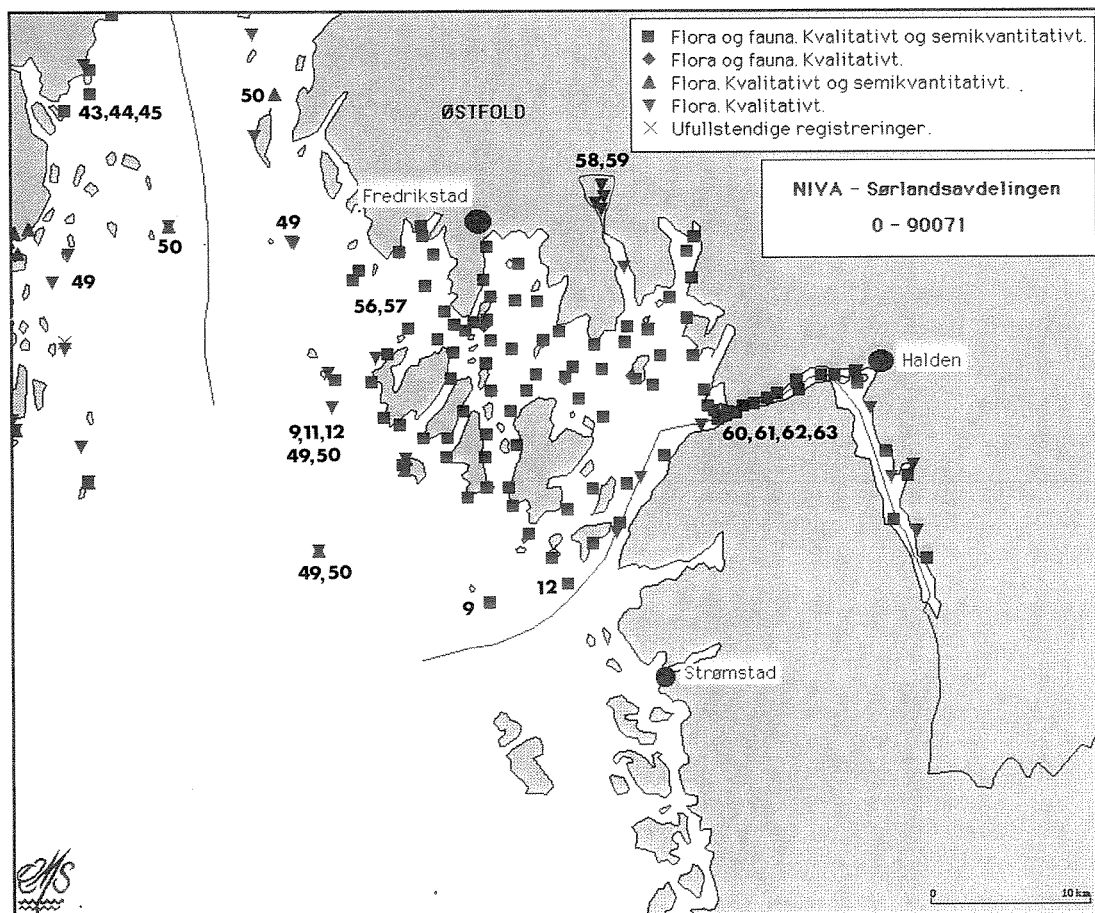 Flora og fauna. Kvalitativt og semikvantitativt.
Flora og fauna. Kvalitativt.
Flora. Kvalitativt og semikvantitativt.
Flora. Kvalitativt.
Ufullstendige registreringer.
NIVA - Sørlandsavdelingen
0 - 90071
50
43,44,45
ØSTFOLD
58,59
Fredrikstad
50
49
49
56,57
Halden
9,11,12
49,50
60,61,62,63
49,50
12
9
Strømstad
0
10 km